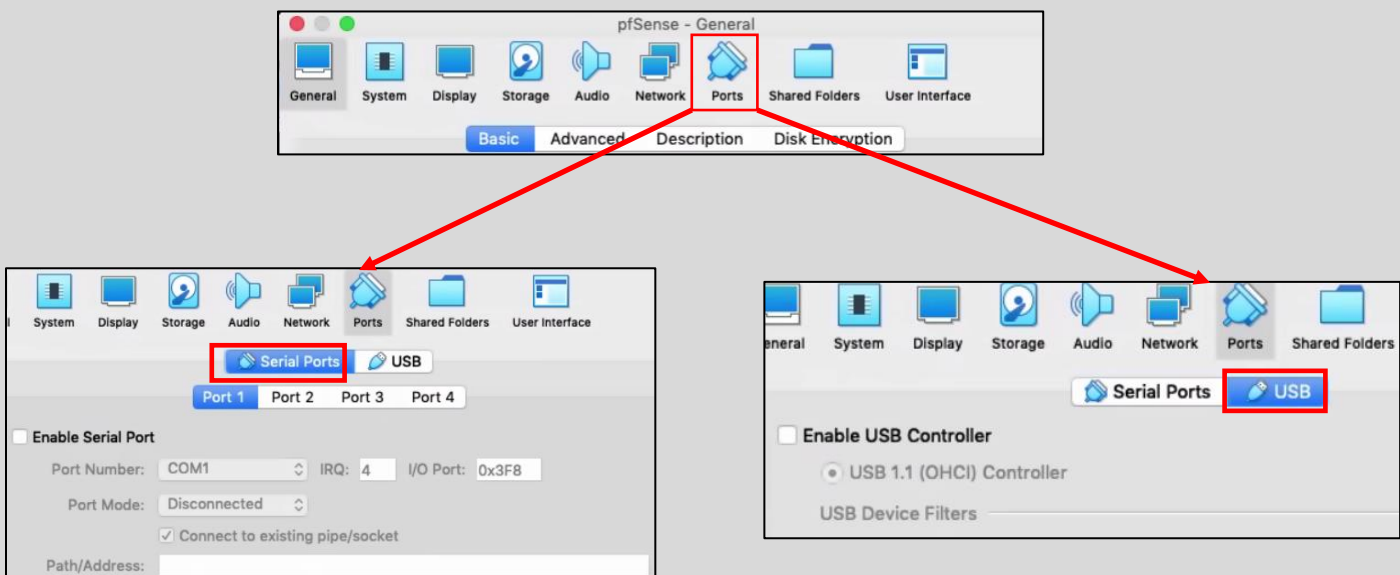 pfSense - General
General System Display Storage Audio Network Ports Shared Folders User Interface
Basic Advanced Description Disk Encryption
System Display Storage Audio Network Ports Shared Folders User Interface
Serial Ports USB
Port 1 Port 2 Port 3 Port 4
Enable Serial Port
Port Number: COM1 IRQ: 4 I/O Port: 0x3F8
Port Mode: Disconnected
Connect to existing pipe/socket
Path/Address:
eneral System Display Storage Audio Network Ports Shared Folders
Serial Ports USB
Enable USB Controller
USB 1.1 (OHCI) Controller
USB Device Filters